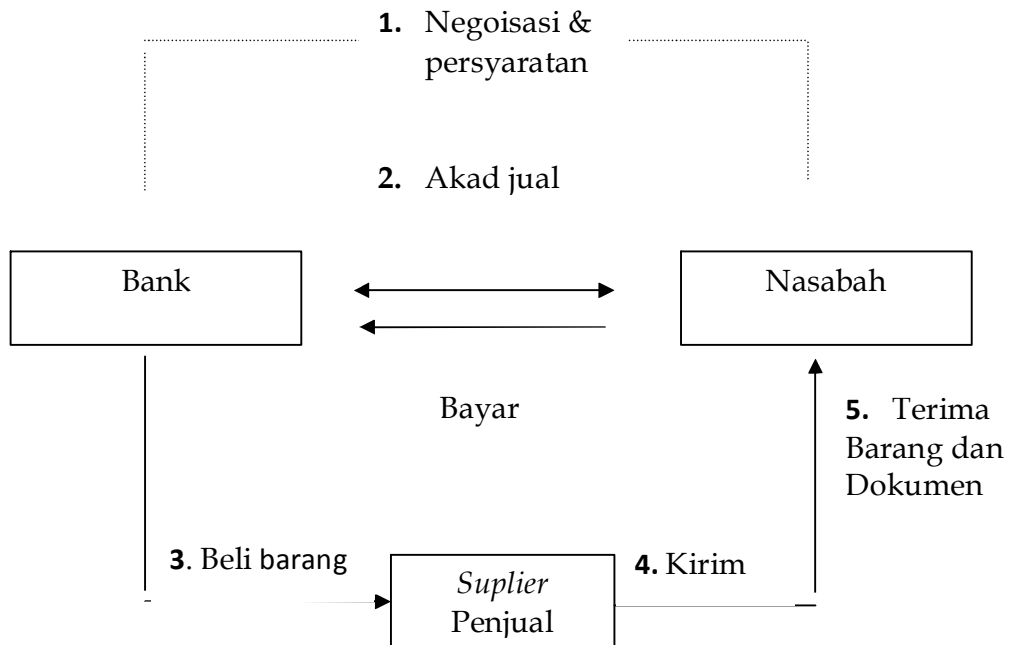 1. Negoisasi &
persyaratan
2. Akad jual
Bank
Nasabah
Bayar
5. Terima
Barang dan
Dokumen
3. Beli barang
4. Kirim
Suplier
Penjual